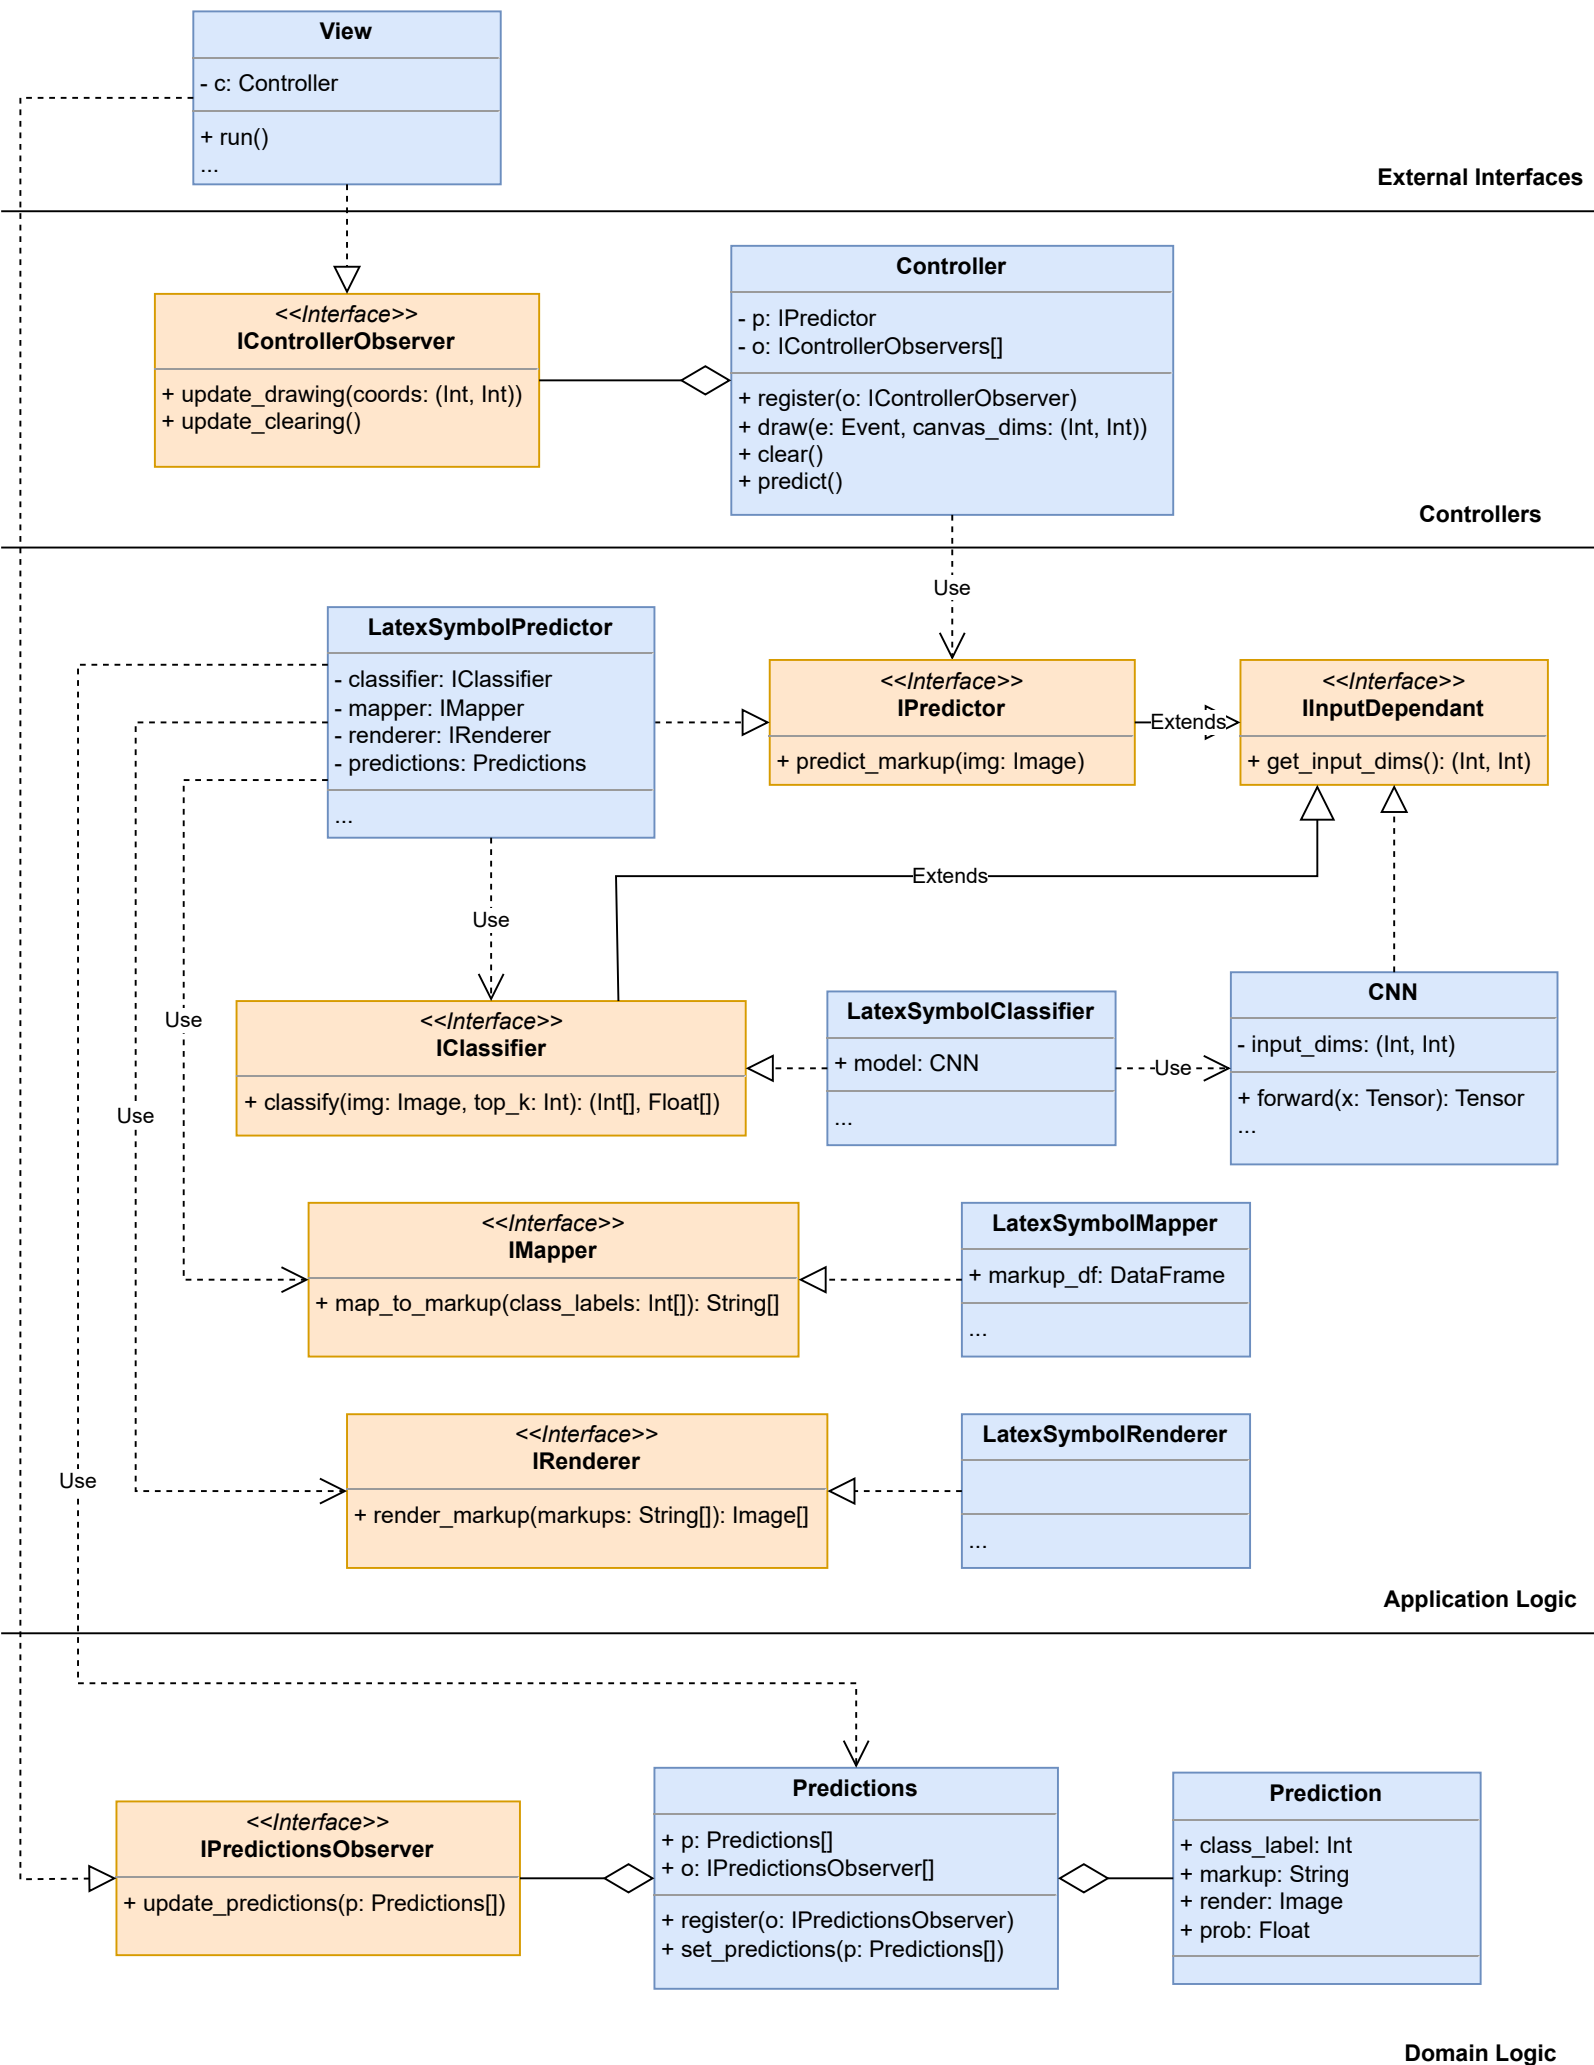 View
- c: Controller
+ run()
...
External Interfaces
<<Interface>>
IControllerObserver
+ update_drawing(coords: (Int, Int))
+ update_clearing()
Controller
- p: IPredictor
- o: IControllerObservers[]
+ register(o: IControllerObserver)
+ draw(e: Event, canvas_dims: (Int, Int))
+ clear()
+ predict()
Controllers
Use
LatexSymbolPredictor
- classifier: IClassifier
- mapper: IMapper
- renderer: IRenderer
- predictions: Predictions
...
<<Interface>>
IPredictor
+ predict_markup(img: Image)
Extends
<<Interface>>
IInputDependant
+ get_input_dims(): (Int, Int)
Extends
Use
Use
<<Interface>>
IClassifier
+ classify(img: Image, top_k: Int): (Int[], Float[])
LatexSymbolClassifier
+ model: CNN
...
Use
CNN
- input_dims: (Int, Int)
+ forward(x: Tensor): Tensor
...
Use
<<Interface>>
IMapper
+ map_to_markup(class_labels: Int[]): String[]
LatexSymbolMapper
+ markup_df: DataFrame
...
Use
<<Interface>>
IRenderer
+ render_markup(markups: String[]): Image[]
LatexSymbolRenderer
...
Application Logic
<<Interface>>
IPredictionsObserver
+ update_predictions(p: Predictions[])
Predictions
+ p: Predictions[]
+ o: IPredictionsObserver[]
+ register(o: IPredictionsObserver)
+ set_predictions(p: Predictions[])
Prediction
+ class_label: Int
+ markup: String
+ render: Image
+ prob: Float
Domain Logic